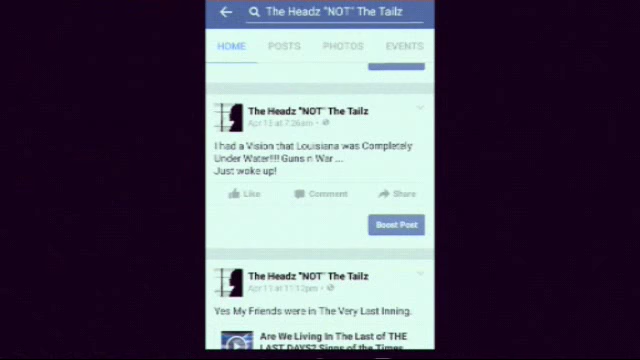 The Headz "NOT" The Tailz
HOME POSTS PHOTOS EVENTS
The Headz "NOT" The Tailz
Apr 13 at 7:26am
I had a Vision that Louisiana was Completely
Under Water!!!! Guns n War ...
Just woke up!
Like Comment Share
Boost Post
The Headz "NOT" The Tailz
Apr 11 at 11:12pm
Yes My Friends were in The Very Last Inning.
Are We Living In The Last of THE
LAST DAYS? Signs of the Times